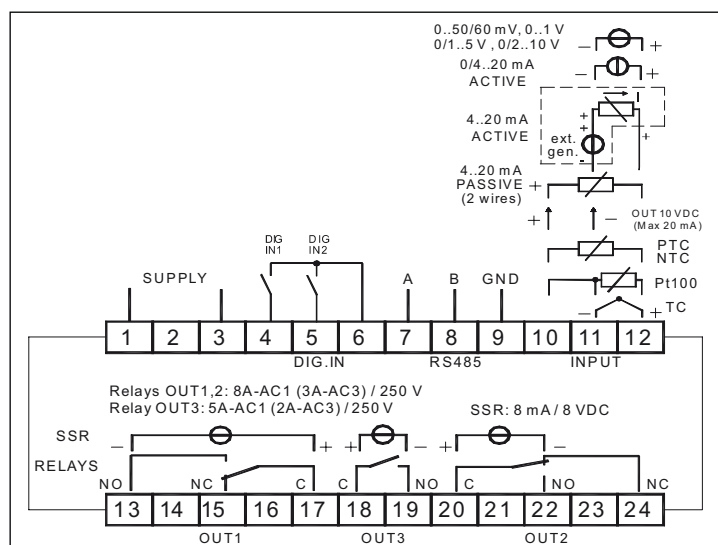 0..50/60 mV, 0..1 V
0/1..5 V , 0/2..10 V
− +
0/4..20 mA
ACTIVE
− +
4..20 mA
ACTIVE
+
+
ext.
gen.
-
I
+
4..20 mA
PASSIVE
(2 wires)
+
+ −
OUT 10 VDC
(Max 20 mA)
PTC
NTC
Pt100
− + TC
SUPPLY
DIG
IN1
DIG
IN2
A B GND
1 2 3 4 5 6 7 8 9 10 11 12
DIG.IN RS485 INPUT
Relays OUT1,2: 8A-AC1 (3A-AC3) / 250 V
Relay OUT3: 5A-AC1 (2A-AC3) / 250 V
SSR: 8 mA / 8 VDC
SSR − + + − + −
RELAYS
NO NC C C NO C NO NC
13 14 15 16 17 18 19 20 21 22 23 24
OUT1 OUT3 OUT2